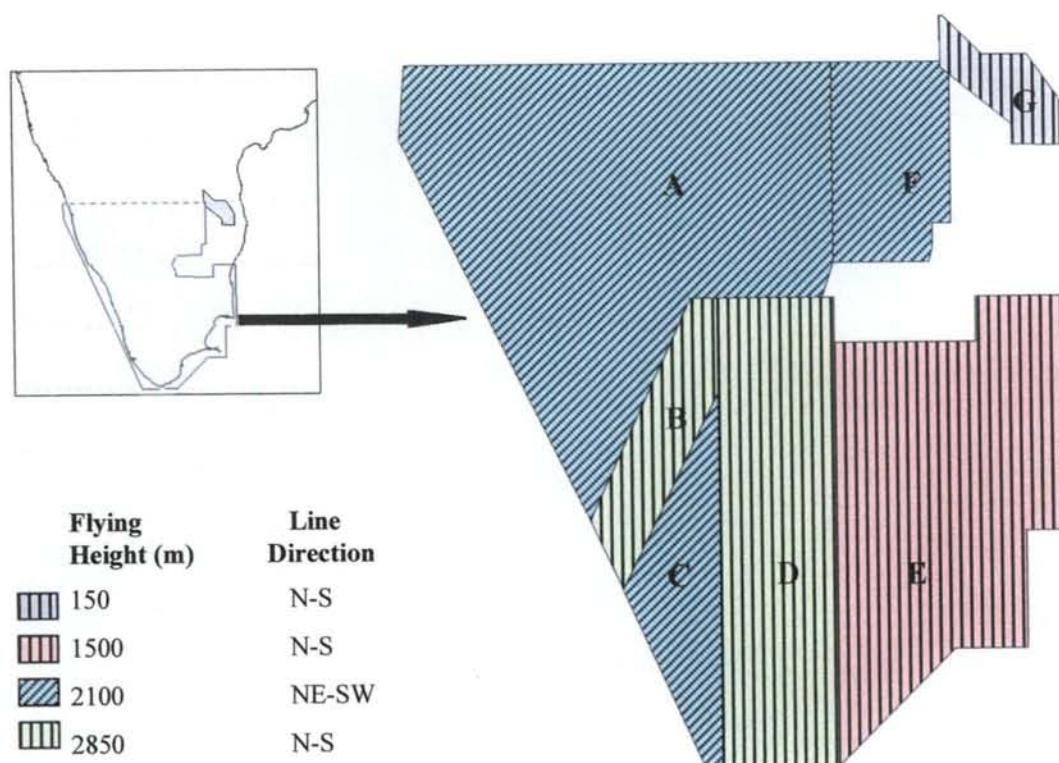 A
F
G
B
C
D
E
Flying Height (m)
Line Direction
150 N-S
1500 N-S
2100 NE-SW
2850 N-S